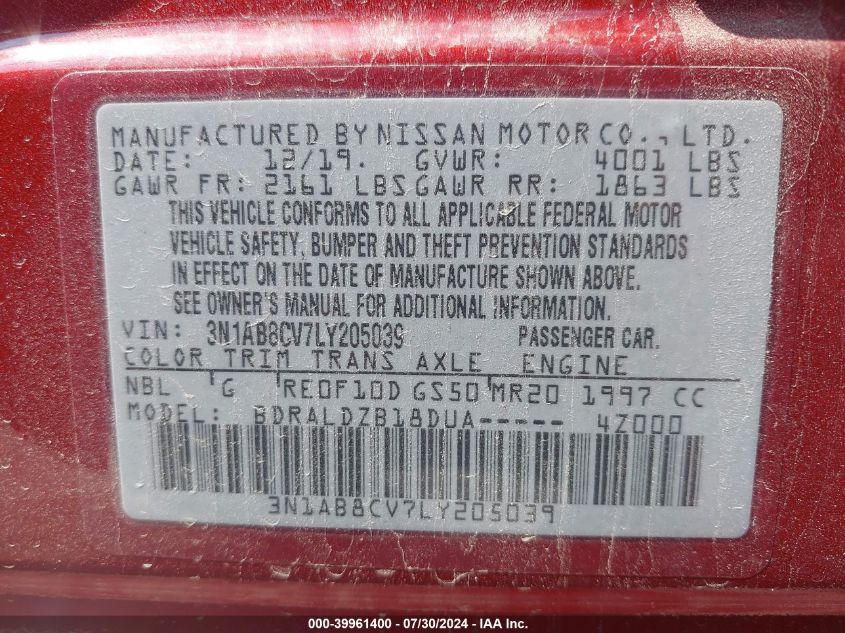 MANUFACTURED BY NISSAN MOTOR CO., LTD.
DATE: 12/19. GVWR: 4001 LBS
GAWR FR: 2161 LBS GAWR RR: 1863 LBS
THIS VEHICLE CONFORMS TO ALL APPLICABLE FEDERAL MOTOR
VEHICLE SAFETY, BUMPER AND THEFT PREVENTION STANDARDS
IN EFFECT ON THE DATE OF MANUFACTURE SHOWN ABOVE.
SEE OWNER'S MANUAL FOR ADDITIONAL INFORMATION.
VIN: 3N1AB8CV7LY205039 PASSENGER CAR.
COLOR TRIM TRANS AXLE ENGINE
NBL G RE0F10D GS50 MR20 1997 CC
MODEL: BDRALDZB18DUA----- 4Z000
3N1AB8CV7LY205039
000-39961400 - 07/30/2024 - IAA Inc.